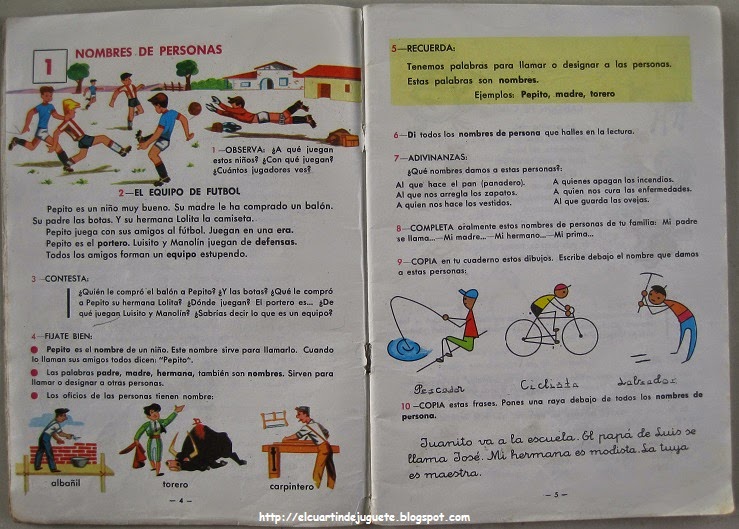 1
NOMBRES DE PERSONAS
1—OBSERVA: ¿A qué juegan
estos niños? ¿Con qué juegan?
¿Cuántos jugadores ves?
2—EL EQUIPO DE FUTBOL
Pepito es un niño muy bueno. Su madre le ha comprado un balón.
Su padre las botas. Y su hermana Lolita la camiseta.
Pepito juega con sus amigos al fútbol. Juegan en una era.
Pepito es el portero. Luisito y Manolín juegan de defensas.
Todos los amigos forman un equipo estupendo.
3 —CONTESTA:
¿Quién le compró el balón a Pepito? ¿Y las botas? ¿Qué le compró
a Pepito su hermana Lolita? ¿Dónde juegan? El portero es... ¿De
qué juegan Luisito y Manolín? ¿Sabrías decir lo que es un equipo?
4—FIJATE BIEN:
Pepito es el nombre de un niño. Este nombre sirve para llamarlo. Cuando
lo llaman sus amigos todos dicen: "Pepito".
Las palabras padre, madre, hermana, también son nombres. Sirven para
llamar o designar a otras personas.
Los oficios de las personas tienen nombre:
albañil
torero
carpintero
— 4 —
5—RECUERDA:
Tenemos palabras para llamar o designar a las personas.
Estas palabras son nombres.
Ejemplos: Pepito, madre, torero
6—Di todos los nombres de persona que halles en la lectura.
7—ADIVINANZAS:
¿Qué nombres damos a estas personas?:
Al que hace el pan (panadero).
Al que nos arregla los zapatos.
A quien nos hace los vestidos.
A quienes apagan los incendios.
A quien nos cura las enfermedades.
Al que guarda las ovejas.
8—COMPLETA oralmente estos nombres de personas de tu familia: Mi padre
se llama...—Mi madre...—Mi hermano...—Mi prima...—
9—COPIA en tu cuaderno estos dibujos. Escribe debajo el nombre que damos
a estas personas:
Pescador
Ciclista
Labrador
10—COPIA estas frases. Pones una raya debajo de todos los nombres de
persona.
Juanito va a la escuela. El papá de Luis se
llama José. Mi hermana es modista. La tuya
es maestra.
— 5 —
http://elcuartindejuguete.blogspot.com